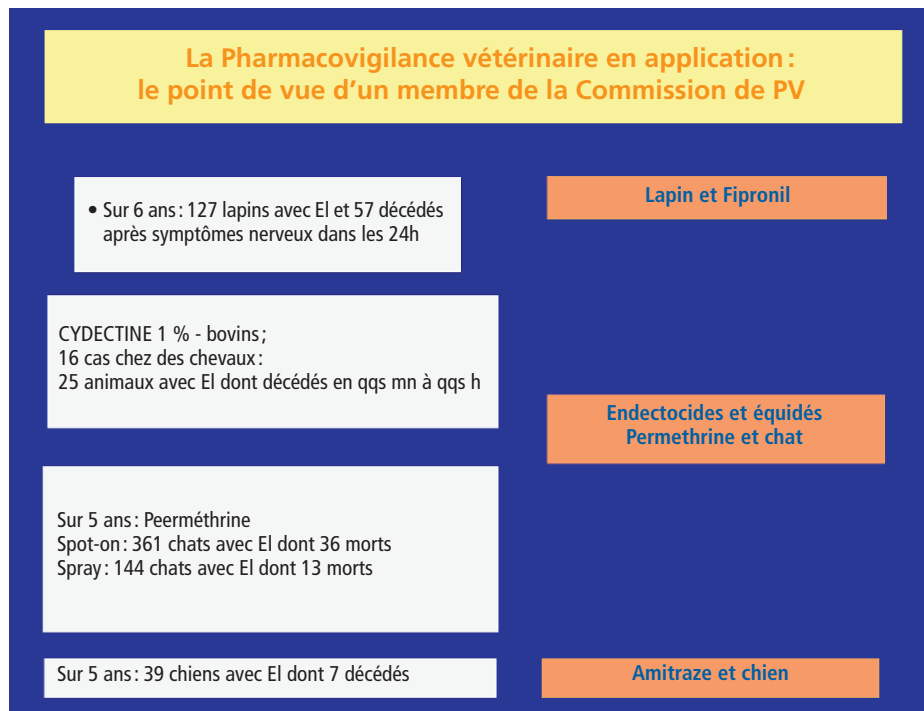 La Pharmacovigilance vétérinaire en application :
le point de vue d'un membre de la Commission de PV
• Sur 6 ans : 127 lapins avec EI et 57 décédés
après symptômes nerveux dans les 24h
Lapin et Fipronil
CYDECTINE 1 % - bovins ;
16 cas chez des chevaux :
25 animaux avec EI dont décédés en qqs mn à qqs h
Endectocides et équidés
Permethrine et chat
Sur 5 ans : Peerméthrine
Spot-on : 361 chats avec EI dont 36 morts
Spray : 144 chats avec EI dont 13 morts
Sur 5 ans : 39 chiens avec EI dont 7 décédés
Amitraze et chien